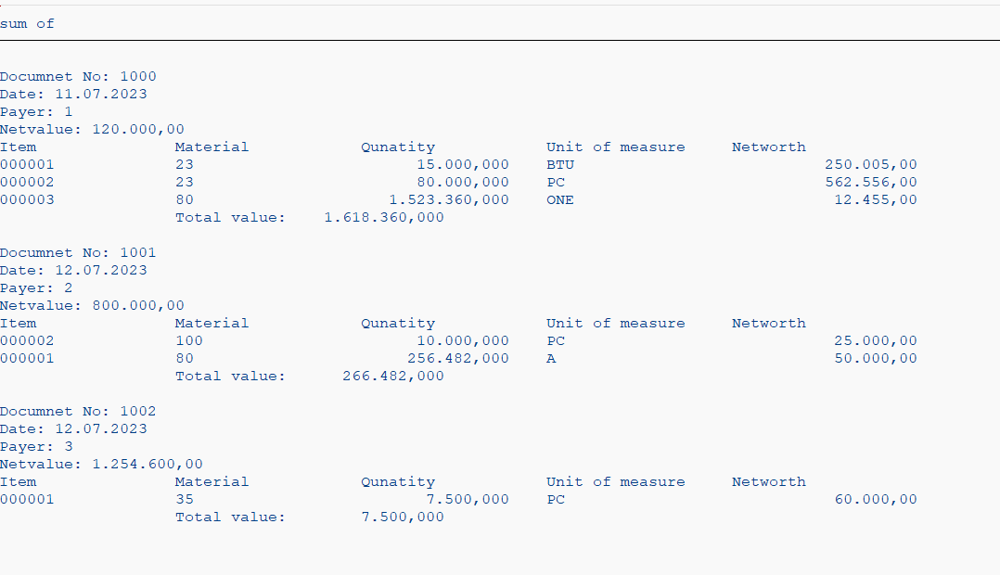 sum of
Documnet No: 1000
Date: 11.07.2023
Payer: 1
Netvalue: 120.000,00
Item Material Qunatity Unit of measure Networth
000001 23 15.000,000 BTU 250.005,00
000002 23 80.000,000 PC 562.556,00
000003 80 1.523.360,000 ONE 12.455,00
Total value: 1.618.360,000
Documnet No: 1001
Date: 12.07.2023
Payer: 2
Netvalue: 800.000,00
Item Material Qunatity Unit of measure Networth
000002 100 10.000,000 PC 25.000,00
000001 80 256.482,000 A 50.000,00
Total value: 266.482,000
Documnet No: 1002
Date: 12.07.2023
Payer: 3
Netvalue: 1.254.600,00
Item Material Qunatity Unit of measure Networth
000001 35 7.500,000 PC 60.000,00
Total value: 7.500,000